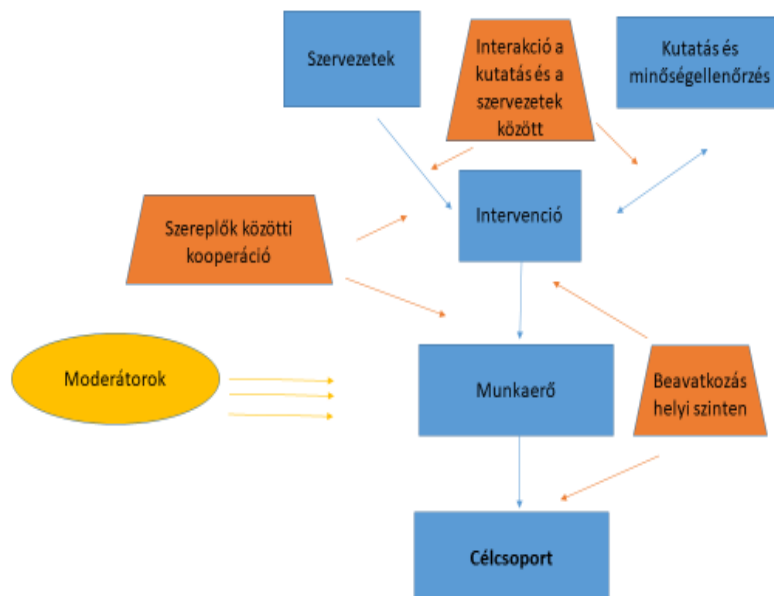 Szervezetek
Interakció a
kutatás és a
szervezetek
között
Kutatás és
minőségellenőrzés
Intervenció
Szereplők közötti
kooperáció
Moderátorok
Munkaerő
Beavatkozás
helyi szinten
Célcsoport